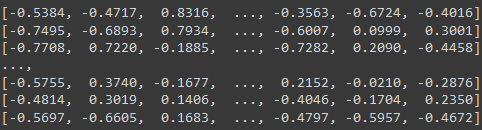 [-0.5384, -0.4717, 0.8316, ..., -0.3563, -0.6724, -0.4016]
[-0.7495, -0.6893, 0.7934, ..., -0.6007, 0.0999, 0.3001]
[-0.7708, 0.7220, -0.1885, ..., -0.7282, 0.2090, -0.4458]
...,
[-0.5755, 0.3740, -0.1677, ..., 0.2152, -0.0210, -0.2876]
[-0.4814, 0.3019, 0.1406, ..., -0.4046, -0.1704, 0.2350]
[-0.5697, -0.6605, 0.1683, ..., -0.4797, -0.5957, -0.4672]